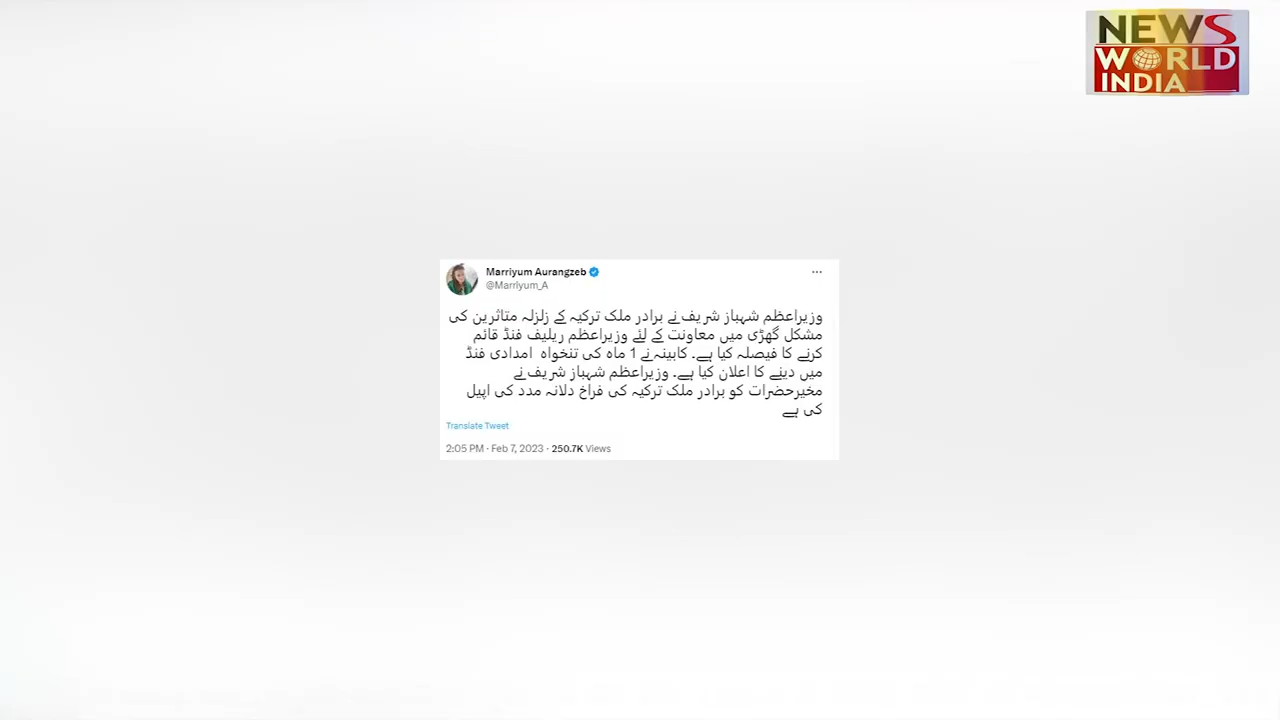 NEWS
WORLD
INDIA
Marriyum Aurangzeb
@Marriyum_A
وزیراعظم شہباز شریف نے برادر ملک ترکیہ کے زلزلہ متاثرین کی
مشکل گھڑی میں معاونت کے لئے وزیراعظم ریلیف فنڈ قائم
کرنے کا فیصلہ کیا ہے۔ کابینہ نے 1 ماہ کی تنخواہ امدادی فنڈ
میں دینے کا اعلان کیا ہے۔ وزیراعظم شہباز شریف نے
مخیرحضرات کو برادر ملک ترکیہ کی فراخ دلانہ مدد کی اپیل
کی ہے
Translate Tweet
2:05 PM · Feb 7, 2023 · 250.7K Views